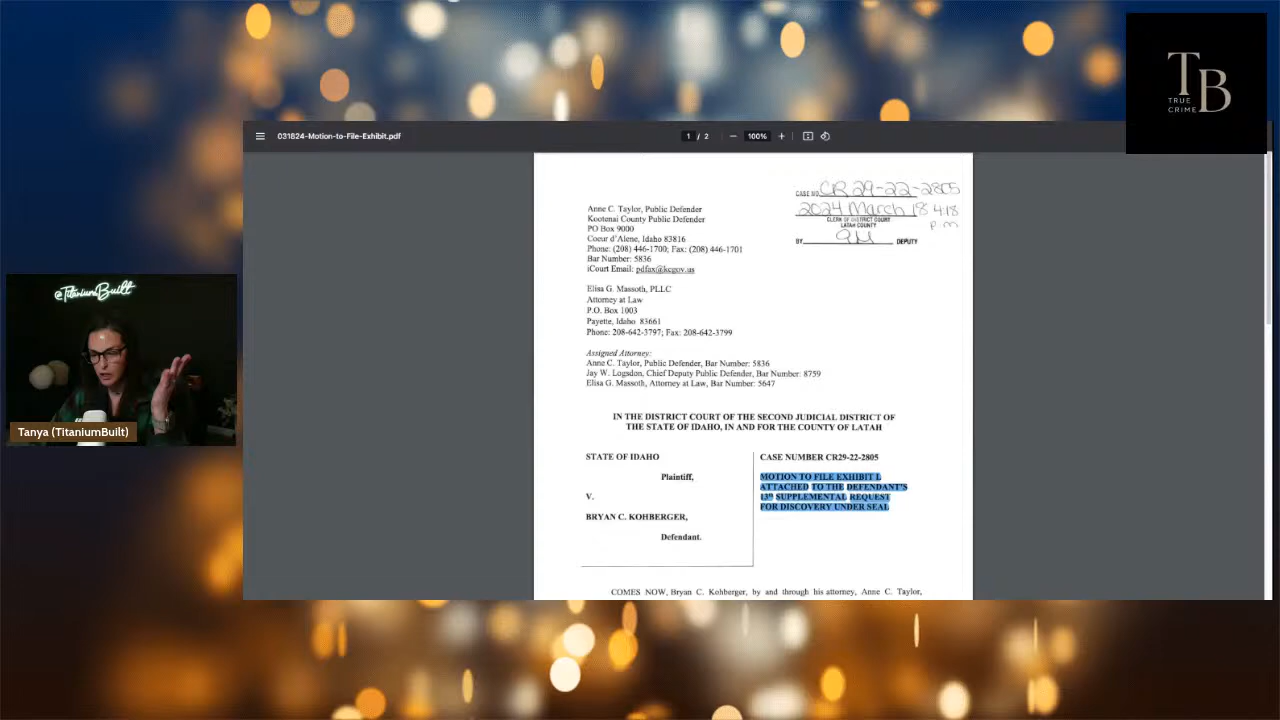 TB
TRUE
CRIME
031824-Motion-to-File-Exhibit.pdf
1 / 2
100%
CASE NO CR 29-22-2805
2024 March 18 4:18
p.m
CLERK OF DISTRICT COURT
LATAH COUNTY
BY DEPUTY
Anne C. Taylor, Public Defender
Kootenai County Public Defender
PO Box 9000
Coeur d'Alene, Idaho 83816
Phone: (208) 446-1700; Fax: (208) 446-1701
Bar Number: 5836
iCourt Email: pdfax@kcgov.us
Elisa G. Massoth, PLLC
Attorney at Law
P.O. Box 1003
Payette, Idaho 83661
Phone: 208-642-3797; Fax: 208-642-3799
Assigned Attorney:
Anne C. Taylor, Public Defender, Bar Number: 5836
Jay W. Logsdon, Chief Deputy Public Defender, Bar Number: 8759
Elisa G. Massoth, Attorney at Law, Bar Number: 5647
IN THE DISTRICT COURT OF THE SECOND JUDICIAL DISTRICT OF
THE STATE OF IDAHO, IN AND FOR THE COUNTY OF LATAH
STATE OF IDAHO
Plaintiff,
V.
BRYAN C. KOHBERGER,
Defendant.
CASE NUMBER CR29-22-2805
MOTION TO FILE EXHIBIT L
ATTACHED TO THE DEFENDANT'S
13th SUPPLEMENTAL REQUEST
FOR DISCOVERY UNDER SEAL
COMES NOW, Bryan C. Kohberger, by and through his attorney, Anne C. Taylor,
@TitaniumBuilt
Tanya (TitaniumBuilt)